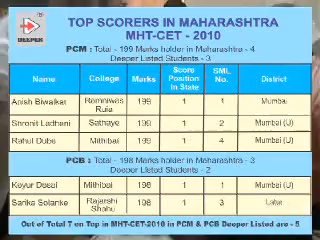 DEEPER
TOP SCORERS IN MAHARASHTRA
MHT-CET - 2010
PCM : Total - 199 Marks holder in Maharashtra - 4
Deeper Listed Students - 3
Name College Marks Score Position In State SML No. District
Anish Biwalkar Ramniwas Ruia 199 1 1 Mumbai
Shronit Ladhani Sathaye 199 1 2 Mumbai (U)
Rahul Dube Mithibai 199 1 4 Mumbai (U)
PCB : Total - 198 Marks holder in Maharashtra - 3
Deeper Listed Students - 2
Keyur Desai Mithibai 198 1 1 Mumbai (U)
Sarika Solanke Rajarshi Shahu 198 1 3 Latur
Out of Total 7 on Top in MHT-CET-2010 in PCM & PCB Deeper Listed are - 5